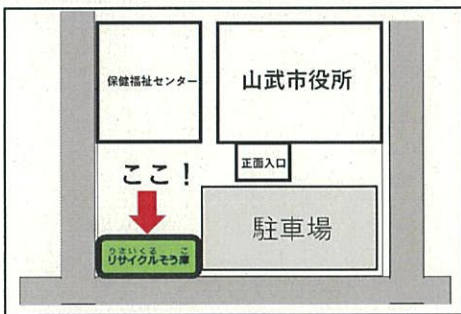 保健福祉センター
山武市役所
正面入口
ここ！
駐車場
りさいくる こ
リサイクルそう庫